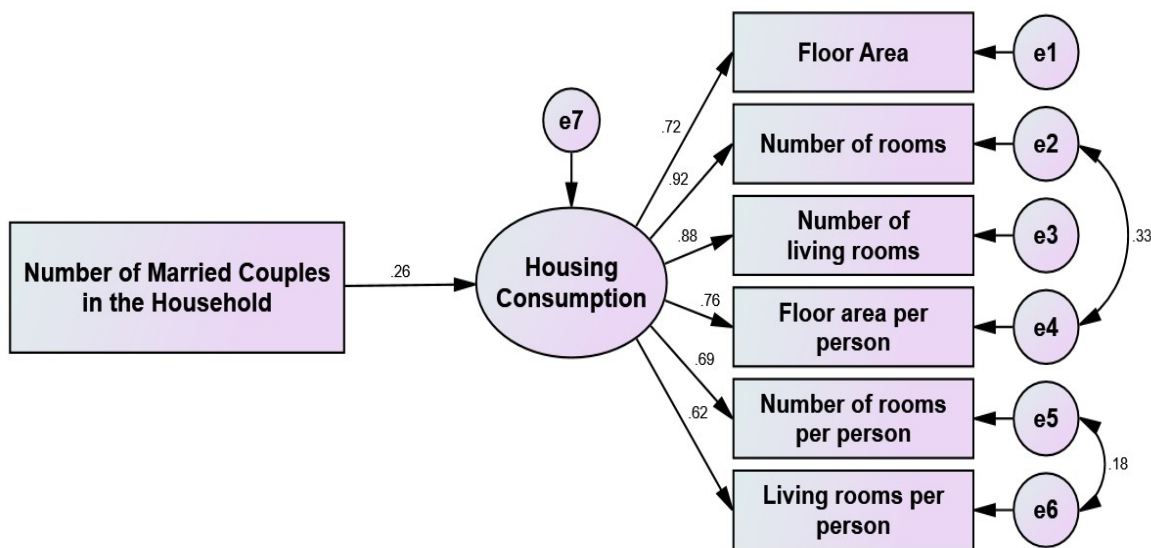 Floor Area
e1
e7
.72
Number of rooms
e2
.92
Number of
living rooms
e3
.88
.33
Number of Married Couples
in the Household
.26
Housing
Consumption
.76
Floor area per
person
e4
.69
Number of rooms
per person
e5
.62
.18
Living rooms per
person
e6